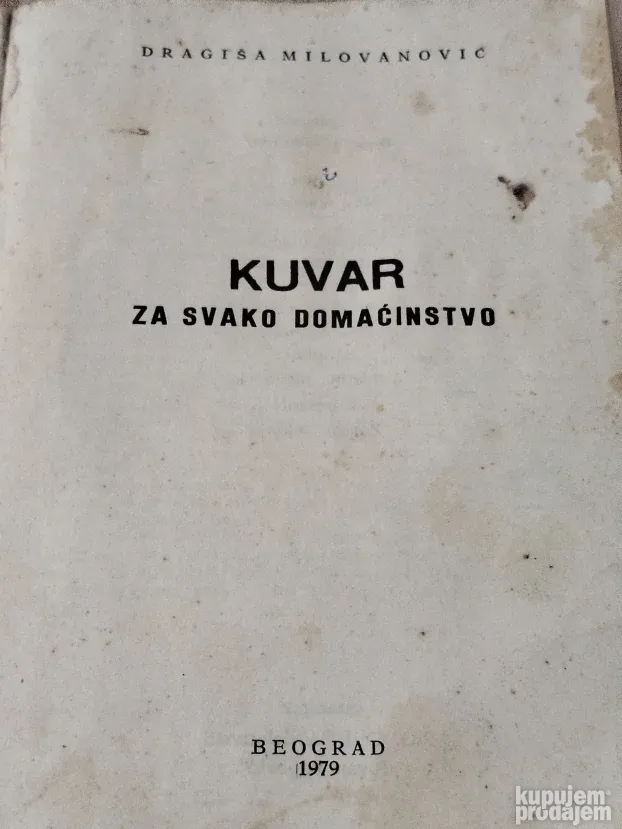 DRAGIŠA MILOVANOVIĆ
KUVAR
ZA SVAKO DOMAĆINSTVO
BEOGRAD
1979
kupujem
prodajem